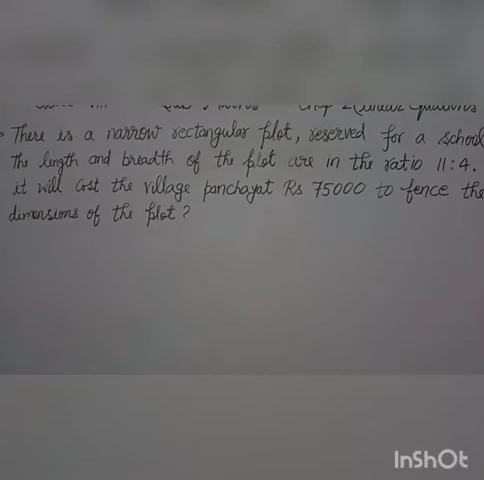 There is a narrow rectangular plot, reserved for a school
The length and breadth of the plot are in the ratio 11:4.
it will cost the village panchayat Rs 75000 to fence the
dimensions of the plot?
InShOt